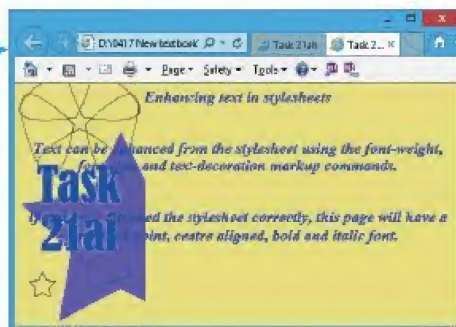 D:\0417 New textbook\ Task 21ah Task 2...
Page Safety Tools
Enhancing text in stylesheets
Text can be enhanced from the stylesheet using the font-weight,
and text-decoration markup commands.
the stylesheet correctly, this page will have a
point, centre aligned, bold and italic font.
Task
21ai